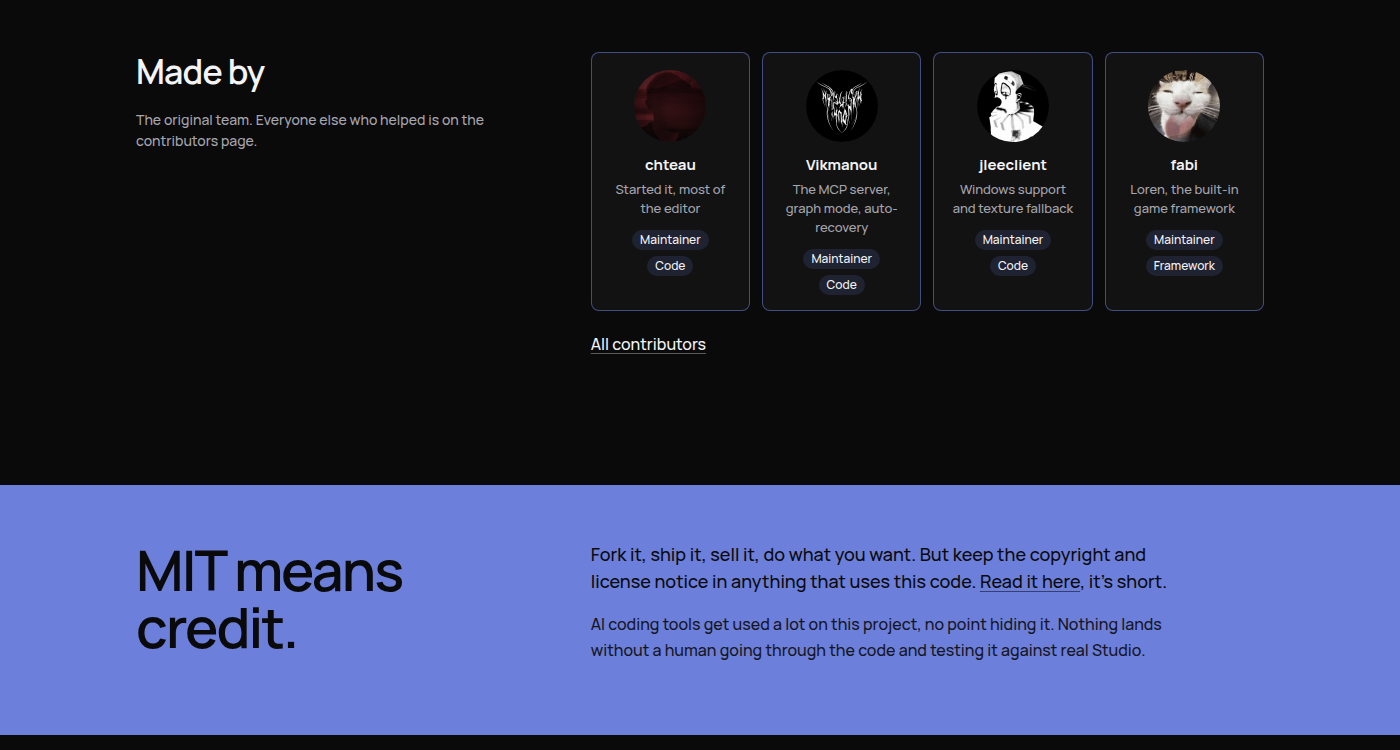 Made by
The original team. Everyone else who helped is on the
contributors page.
chteau
Started it, most of
the editor
Maintainer
Code
Vikmanou
The MCP server,
graph mode, auto-
recovery
Maintainer
Code
jleeclient
Windows support
and texture fallback
Maintainer
Code
fabi
Loren, the built-in
game framework
Maintainer
Framework
All contributors
MIT means
credit.
Fork it, ship it, sell it, do what you want. But keep the copyright and
license notice in anything that uses this code. Read it here, it's short.
AI coding tools get used a lot on this project, no point hiding it. Nothing lands
without a human going through the code and testing it against real Studio.